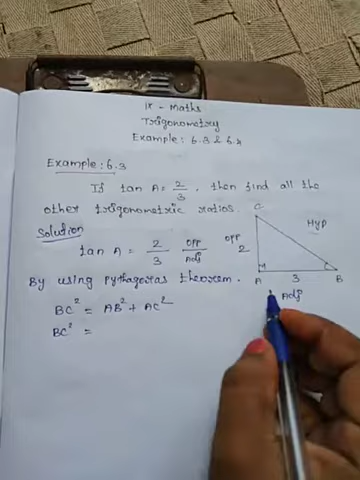 IX - Maths
Trigonometry
Example : 6.3 & 6.4
Example : 6.3
If tan A = 2/3, then find all the
other trigonometric ratios.
Solution
tan A = 2/3 opp/Adj
By using pythagoras theorem.
BC² = AB² + AC²
BC² =
C
Hyp
opp
2
A 3 B
Adj